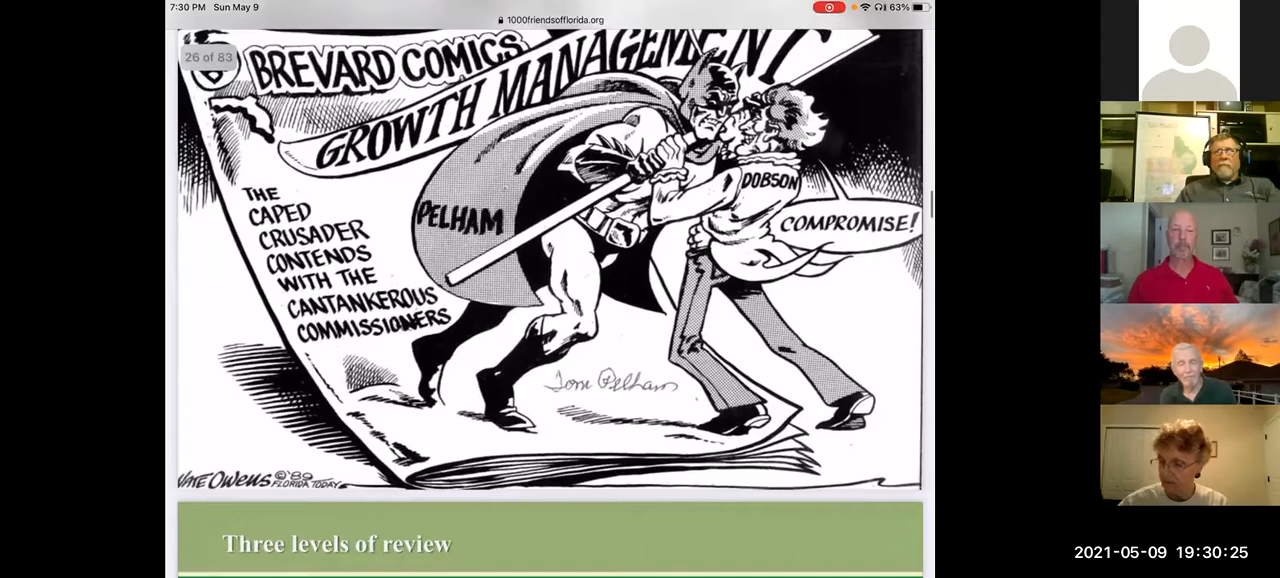 7:30 PM Sun May 9
63%
1000friendsofflorida.org
26 of 83
BREVARD COMICS
GROWTH MANAGEMENT
THE
CAPED
CRUSADER
CONTENDS
WITH THE
CANTANKEROUS
COMMISSIONERS
PELHAM
DOBSON
COMPROMISE!
Tom Pelham
NATE OWENS ©'89
FLORIDA TODAY
Three levels of review
2021-05-09 19:30:25